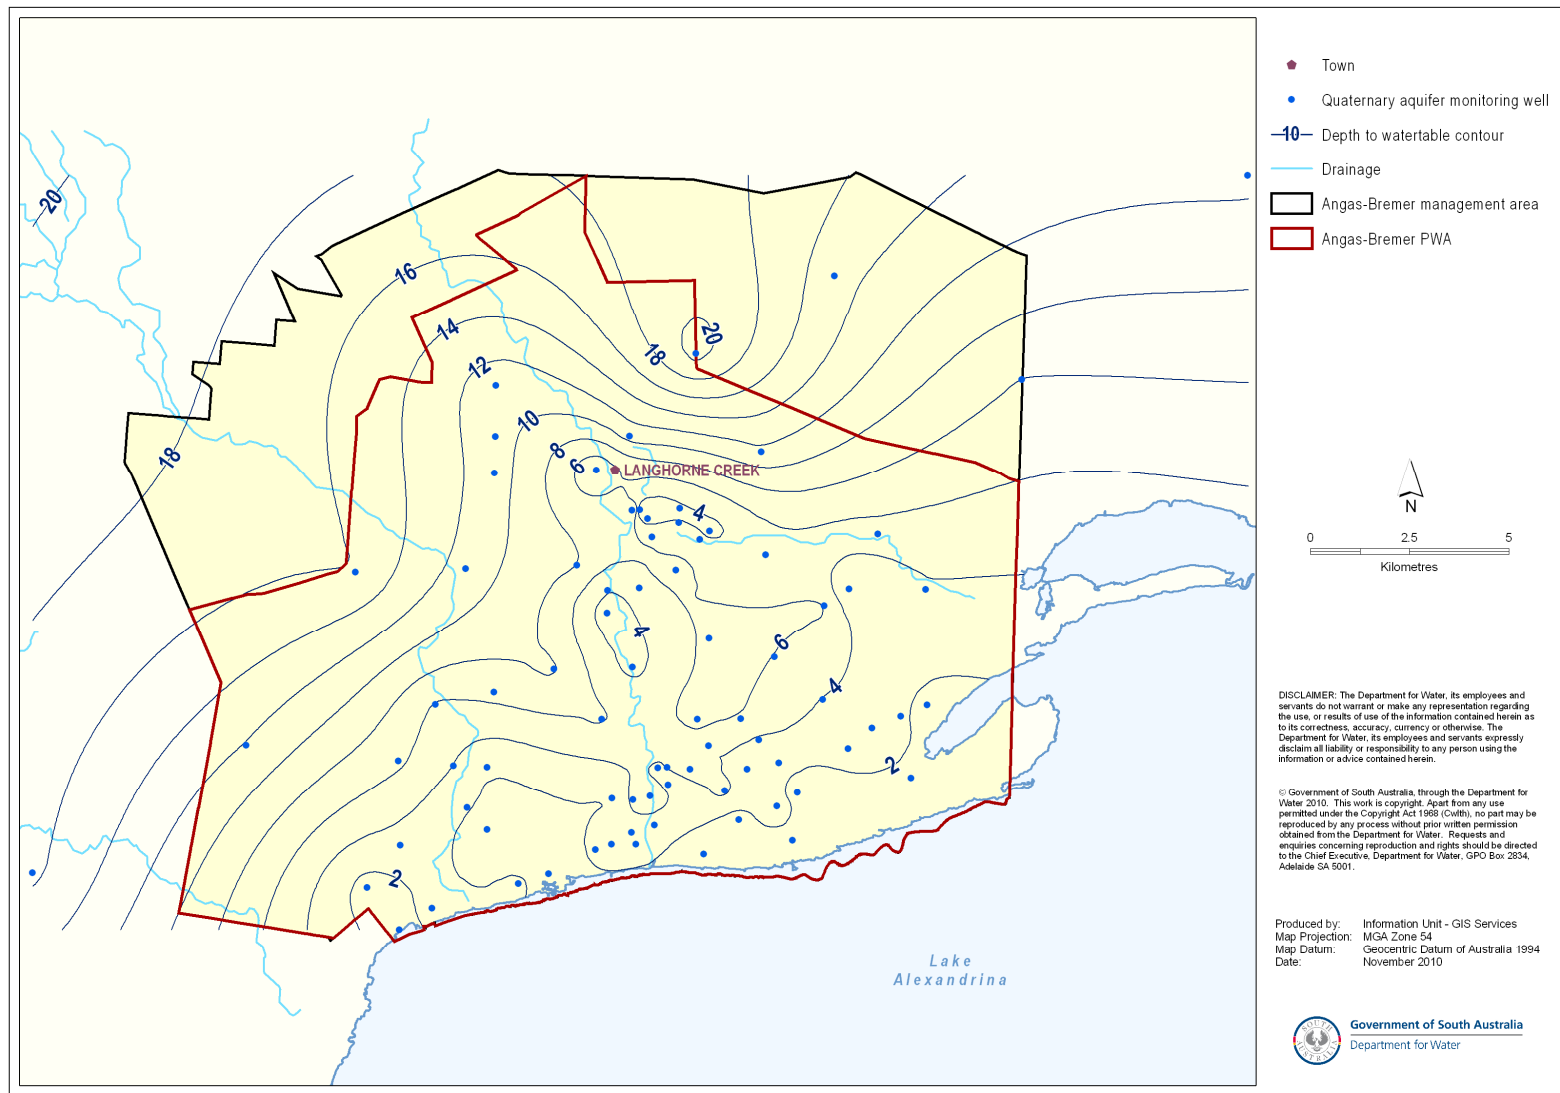 20
16
14
12
10
8
6
18
18
20
4
4
6
4
2
2
LANGHORNE CREEK
Lake
Alexandrina
Town
Quaternary aquifer monitoring well
10
Depth to watertable contour
Drainage
Angas-Bremer management area
Angas-Bremer PWA
N
0 2.5 5
Kilometres
DISCLAIMER: The Department for Water, its employees and
servants do not warrant or make any representation regarding
the use, or results of use of the information contained herein as
to its correctness, accuracy, currency or otherwise. The
Department for Water, its employees and servants expressly
disclaim all liability or responsibility to any person using the
information or advice contained herein.
© Government of South Australia, through the Department for
Water 2010. This work is copyright. Apart from any use
permitted under the Copyright Act 1968 (Cwlth), no part may be
reproduced by any process without prior written permission
obtained from the Department for Water. Requests and
enquiries concerning reproduction and rights should be directed
to the Chief Executive, Department for Water, GPO Box 2834,
Adelaide SA 5001.
Produced by: Information Unit - GIS Services
Map Projection: MGA Zone 54
Map Datum: Geocentric Datum of Australia 1994
Date: November 2010
SOUTH
AUSTRALIA
Government of South Australia
Department for Water